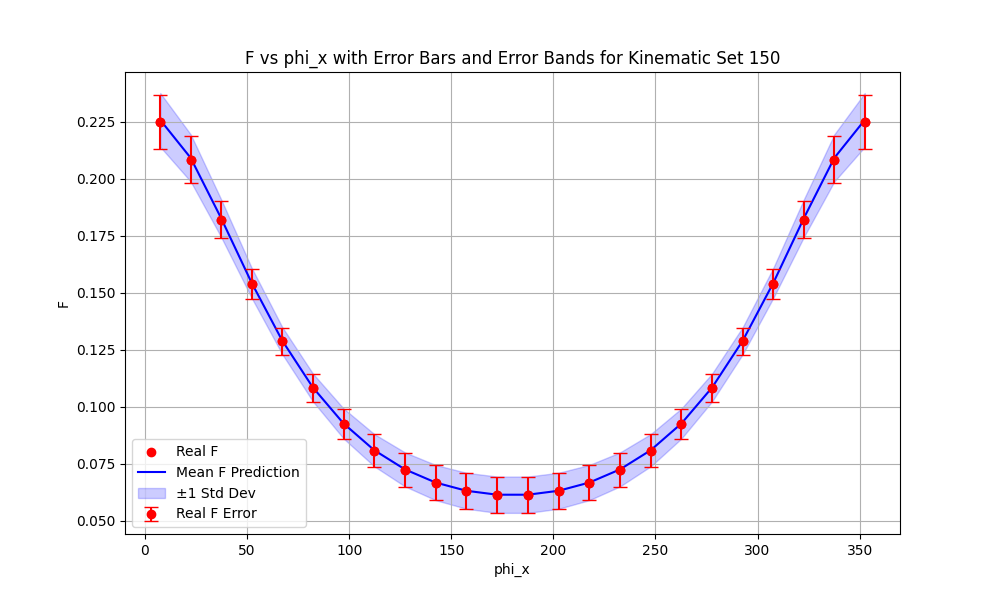 F vs phi_x with Error Bars and Error Bands for Kinematic Set 150
0.225
0.200
0.175
0.150
0.125
0.100
0.075
0.050
F
Real F
Mean F Prediction
±1 Std Dev
Real F Error
0 50 100 150 200 250 300 350
phi_x